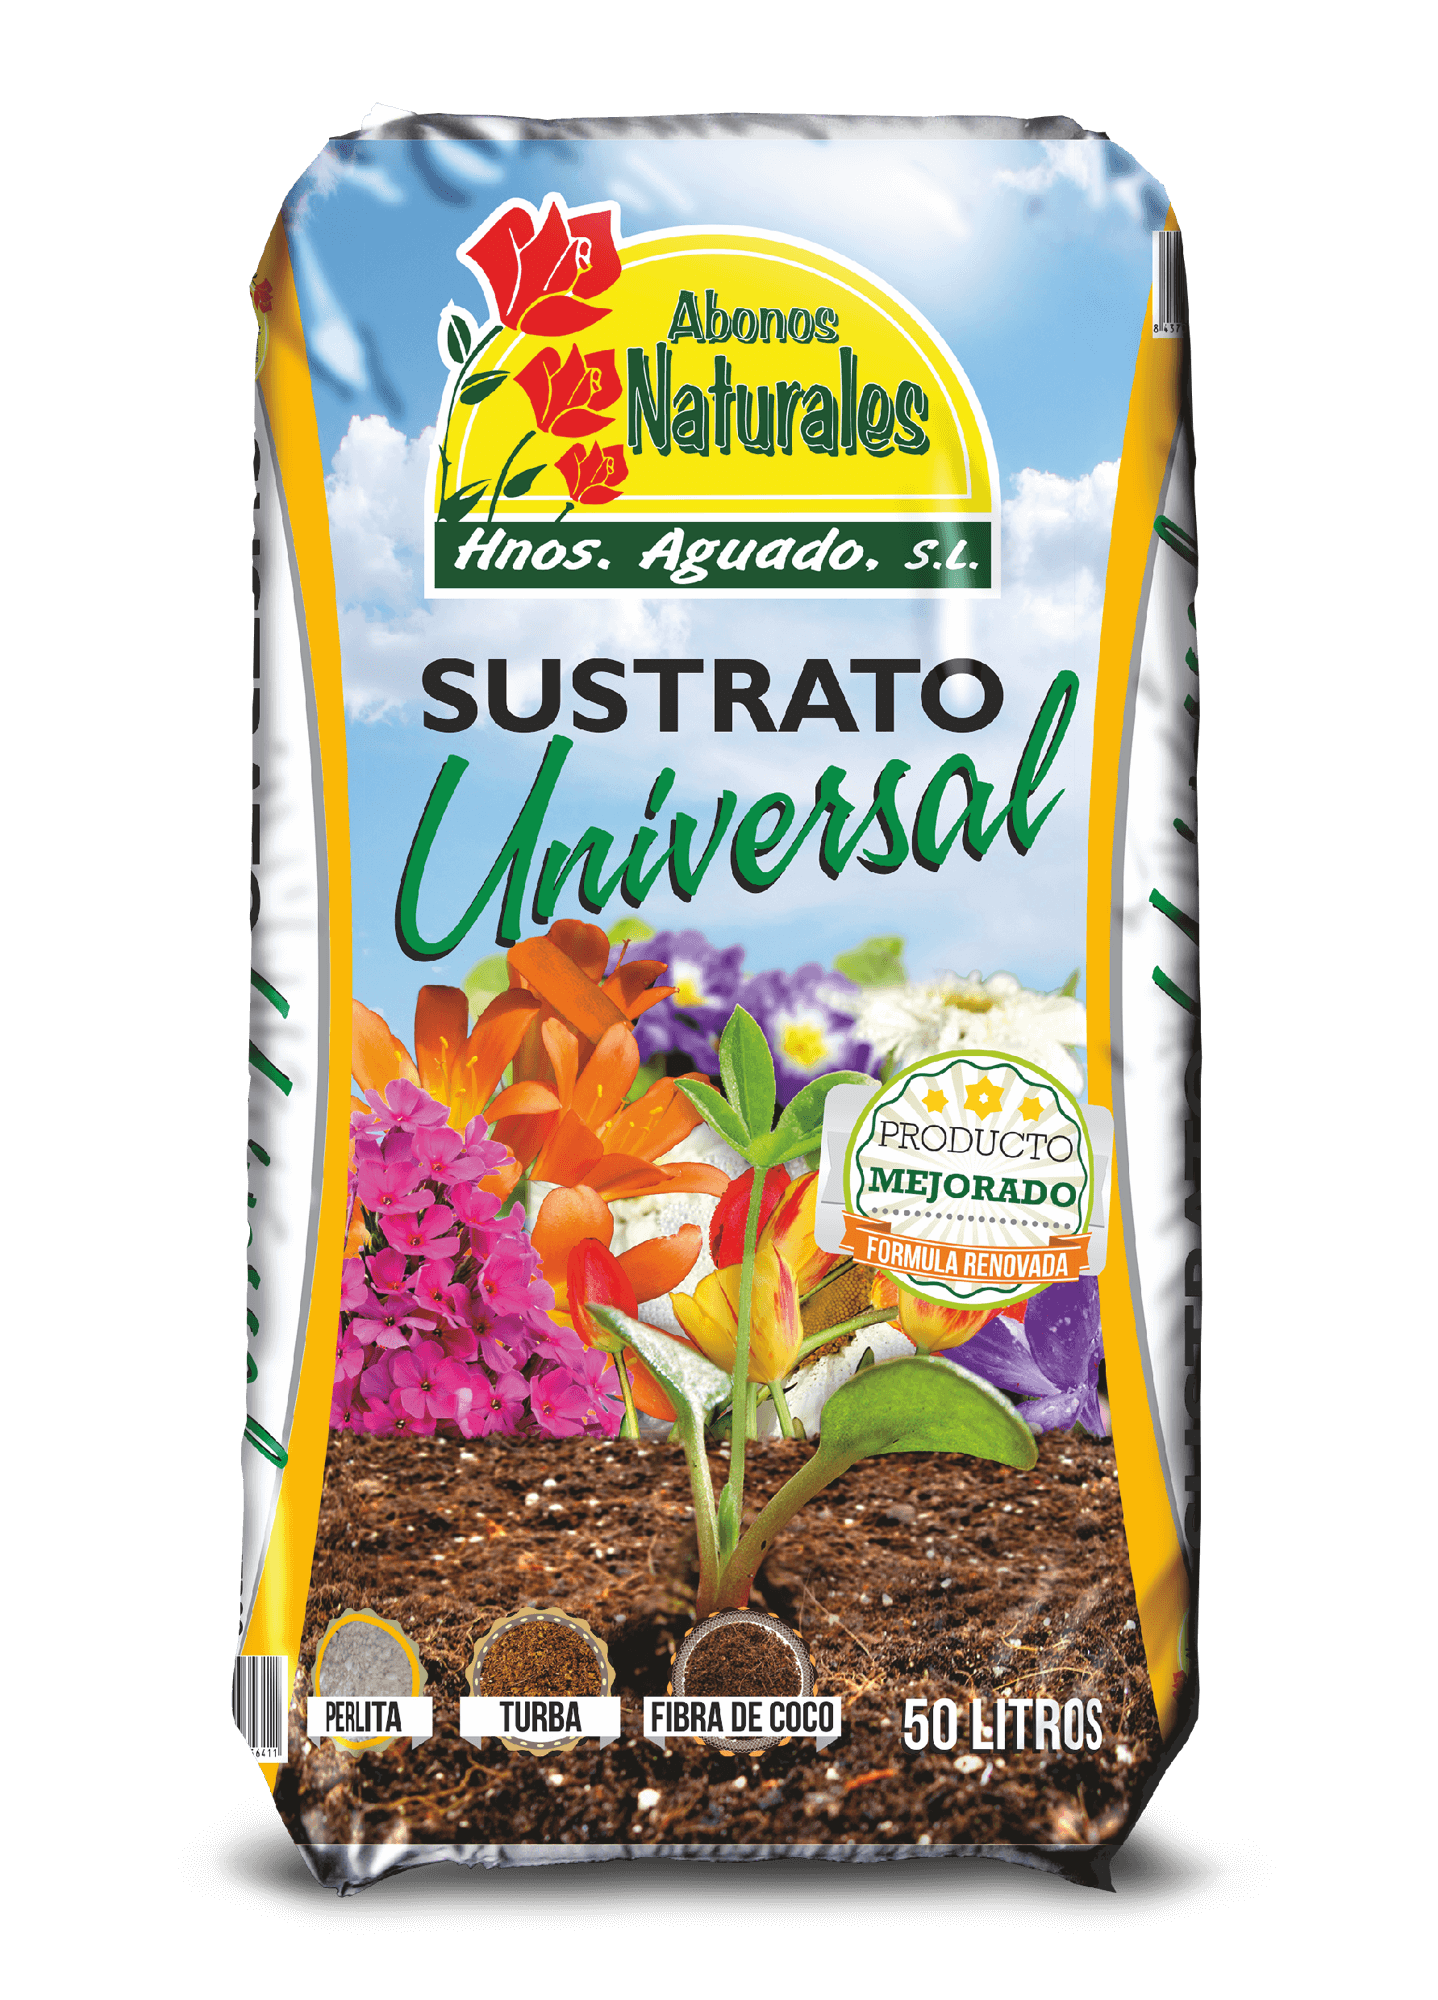 Abonos
Naturales
Hnos. Aguado, S.L.
SUSTRATO
Universal
PRODUCTO
MEJORADO
FORMULA RENOVADA
PERLITA
TURBA
FIBRA DE COCO
50 LITROS